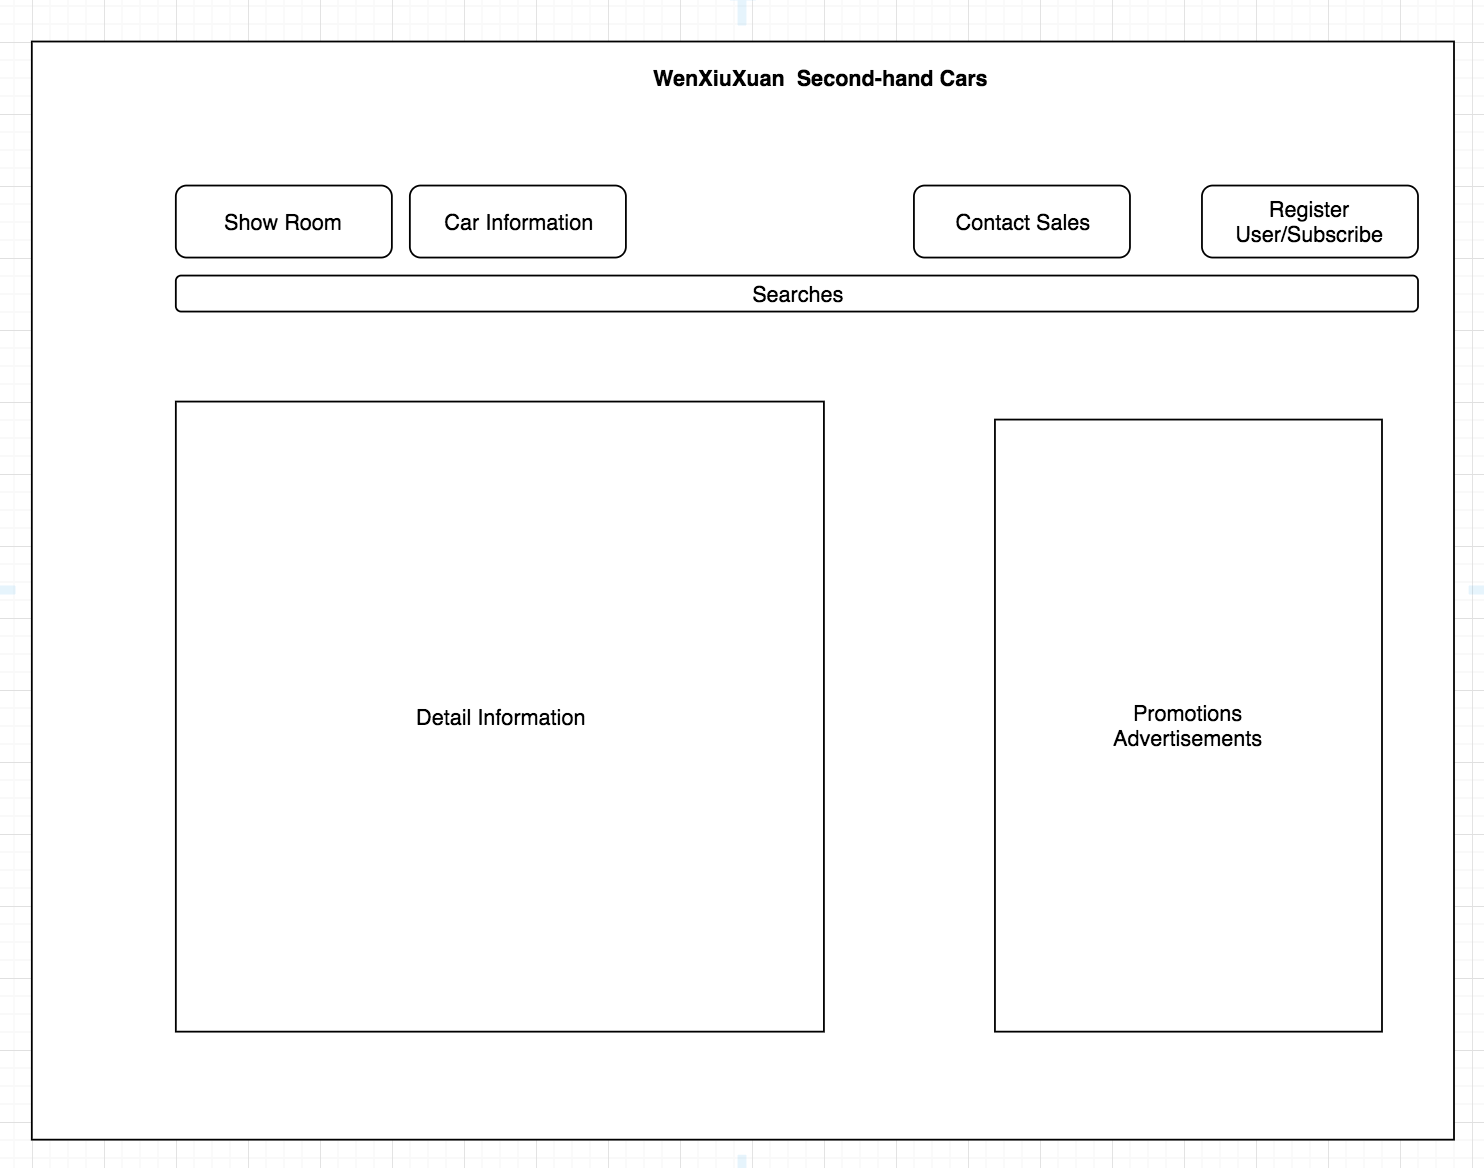 WenXiuXuan  Second-hand Cars
Show Room
Car Information
Contact Sales
Register
User/Subscribe
Searches
Detail Information
Promotions
Advertisements